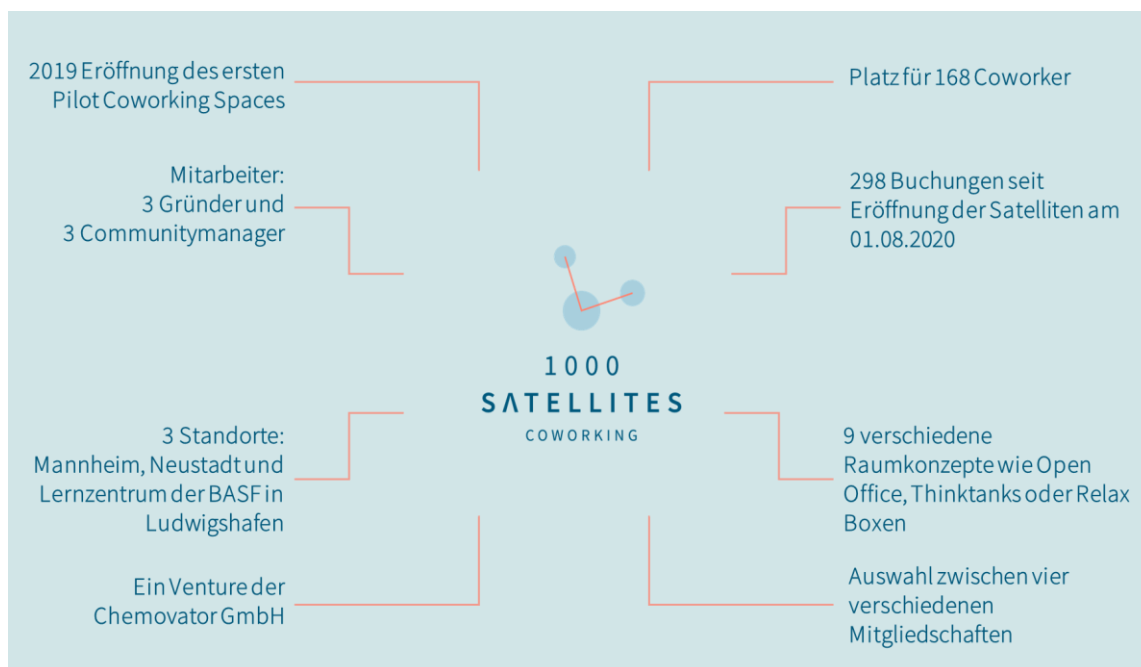 2019 Eröffnung des ersten
Pilot Coworking Spaces
Mitarbeiter:
3 Gründer und
3 Communitymanager
3 Standorte:
Mannheim, Neustadt und
Lernzentrum der BASF in
Ludwigshafen
Ein Venture der
Chemovator GmbH
1000
SATELLITES
COWORKING
Platz für 168 Coworker
298 Buchungen seit
Eröffnung der Satelliten am
01.08.2020
9 verschiedene
Raumkonzepte wie Open
Office, Thinktanks oder Relax
Boxen
Auswahl zwischen vier
verschiedenen
Mitgliedschaften